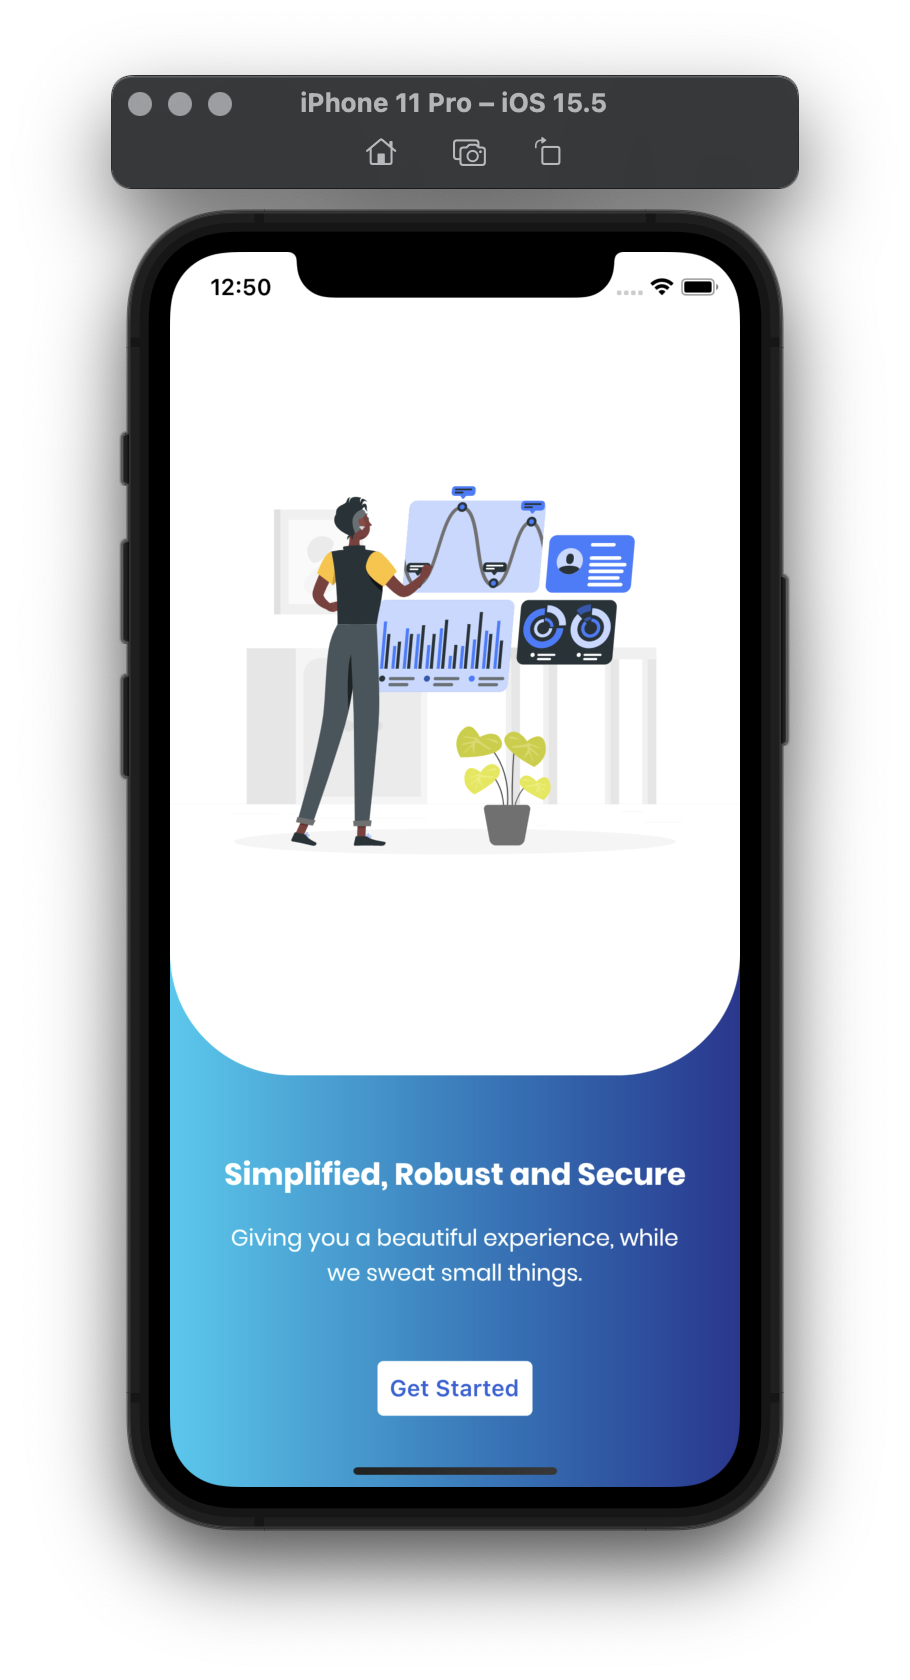 iPhone 11 Pro – iOS 15.5
12:50
Simplified, Robust and Secure
Giving you a beautiful experience, while
we sweat small things.
Get Started